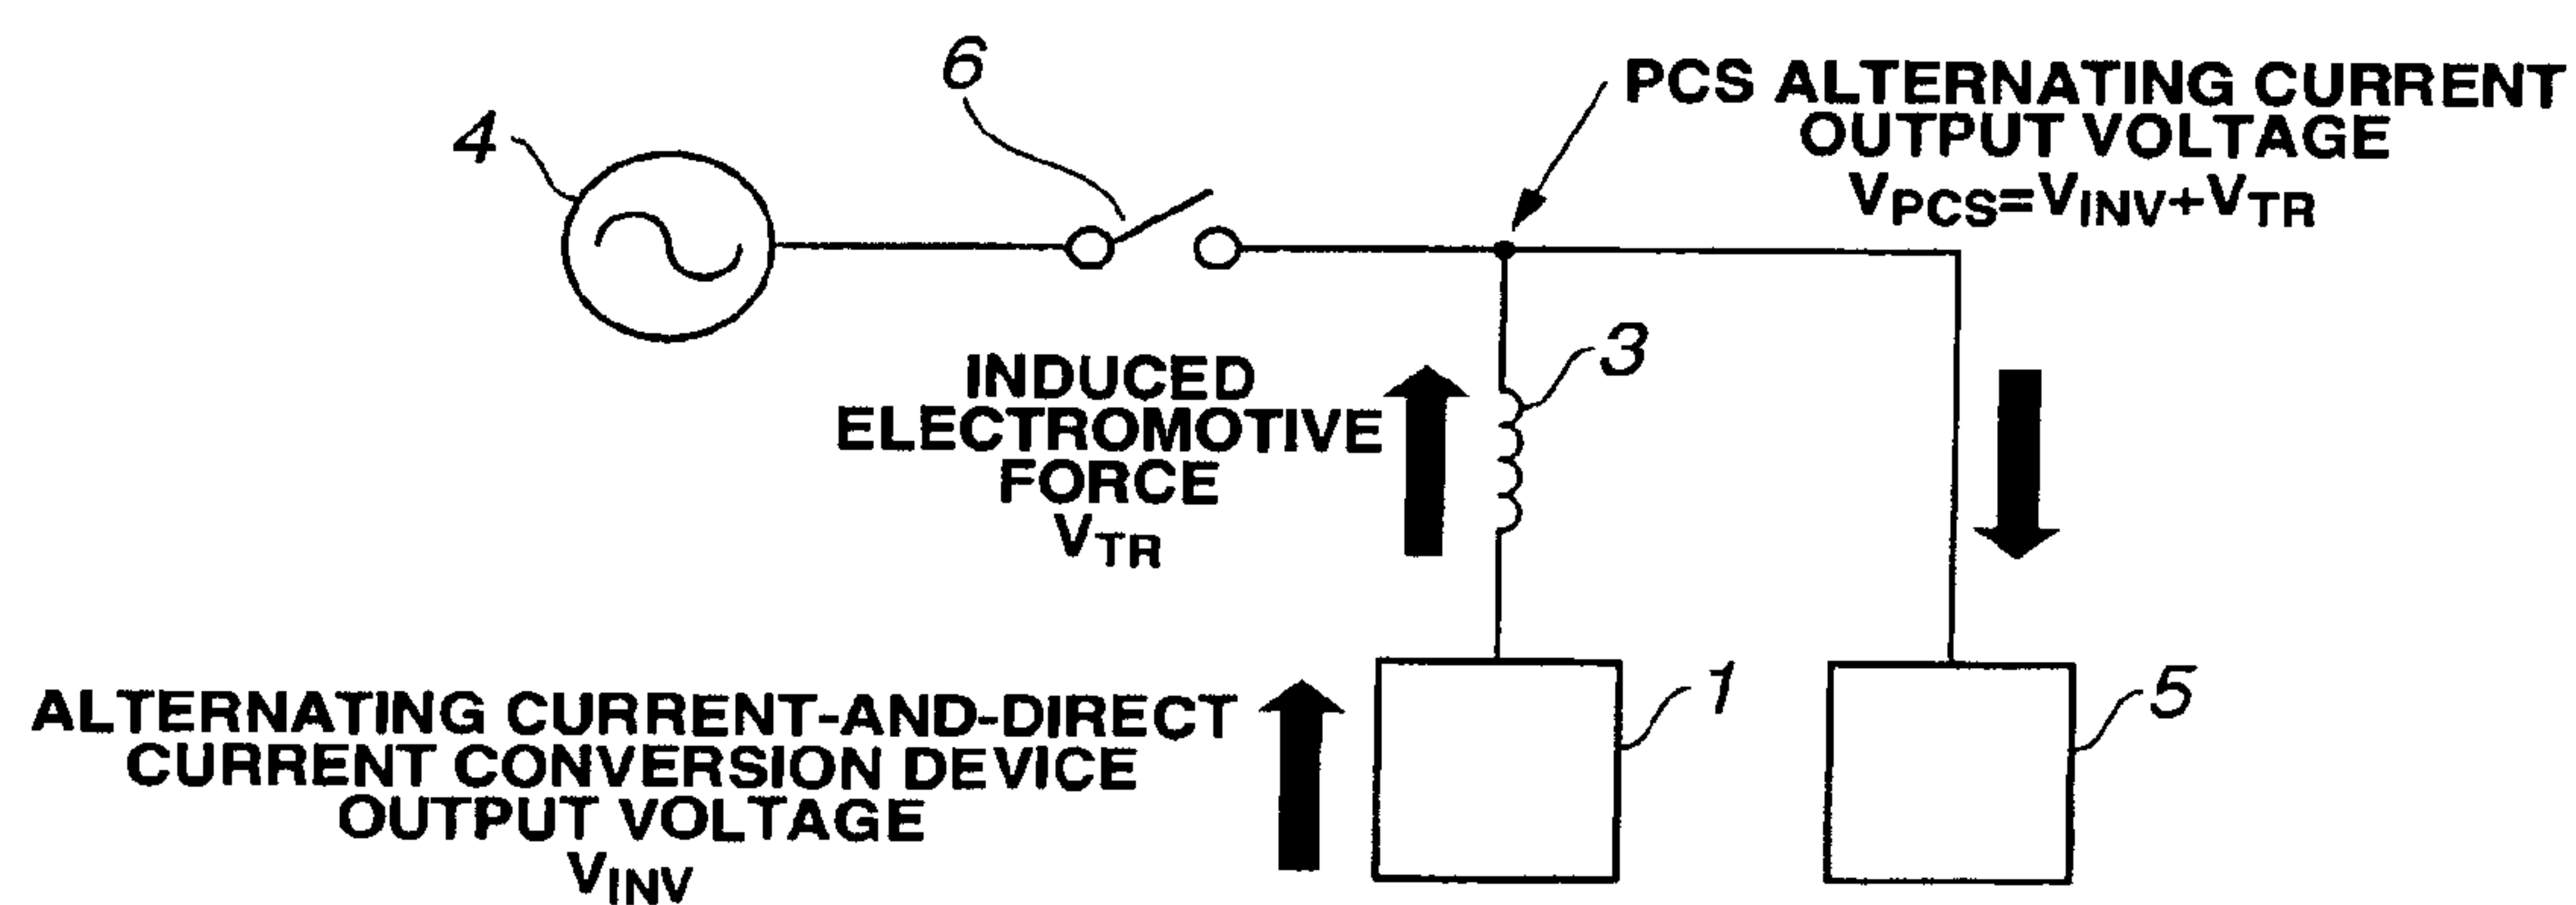 6
4
PCS ALTERNATING CURRENT
OUTPUT VOLTAGE
VPCS=VINV+VTR
INDUCED
ELECTROMOTIVE
FORCE
VTR
3
ALTERNATING CURRENT-AND-DIRECT
CURRENT CONVERSION DEVICE
OUTPUT VOLTAGE
VINV
1
5